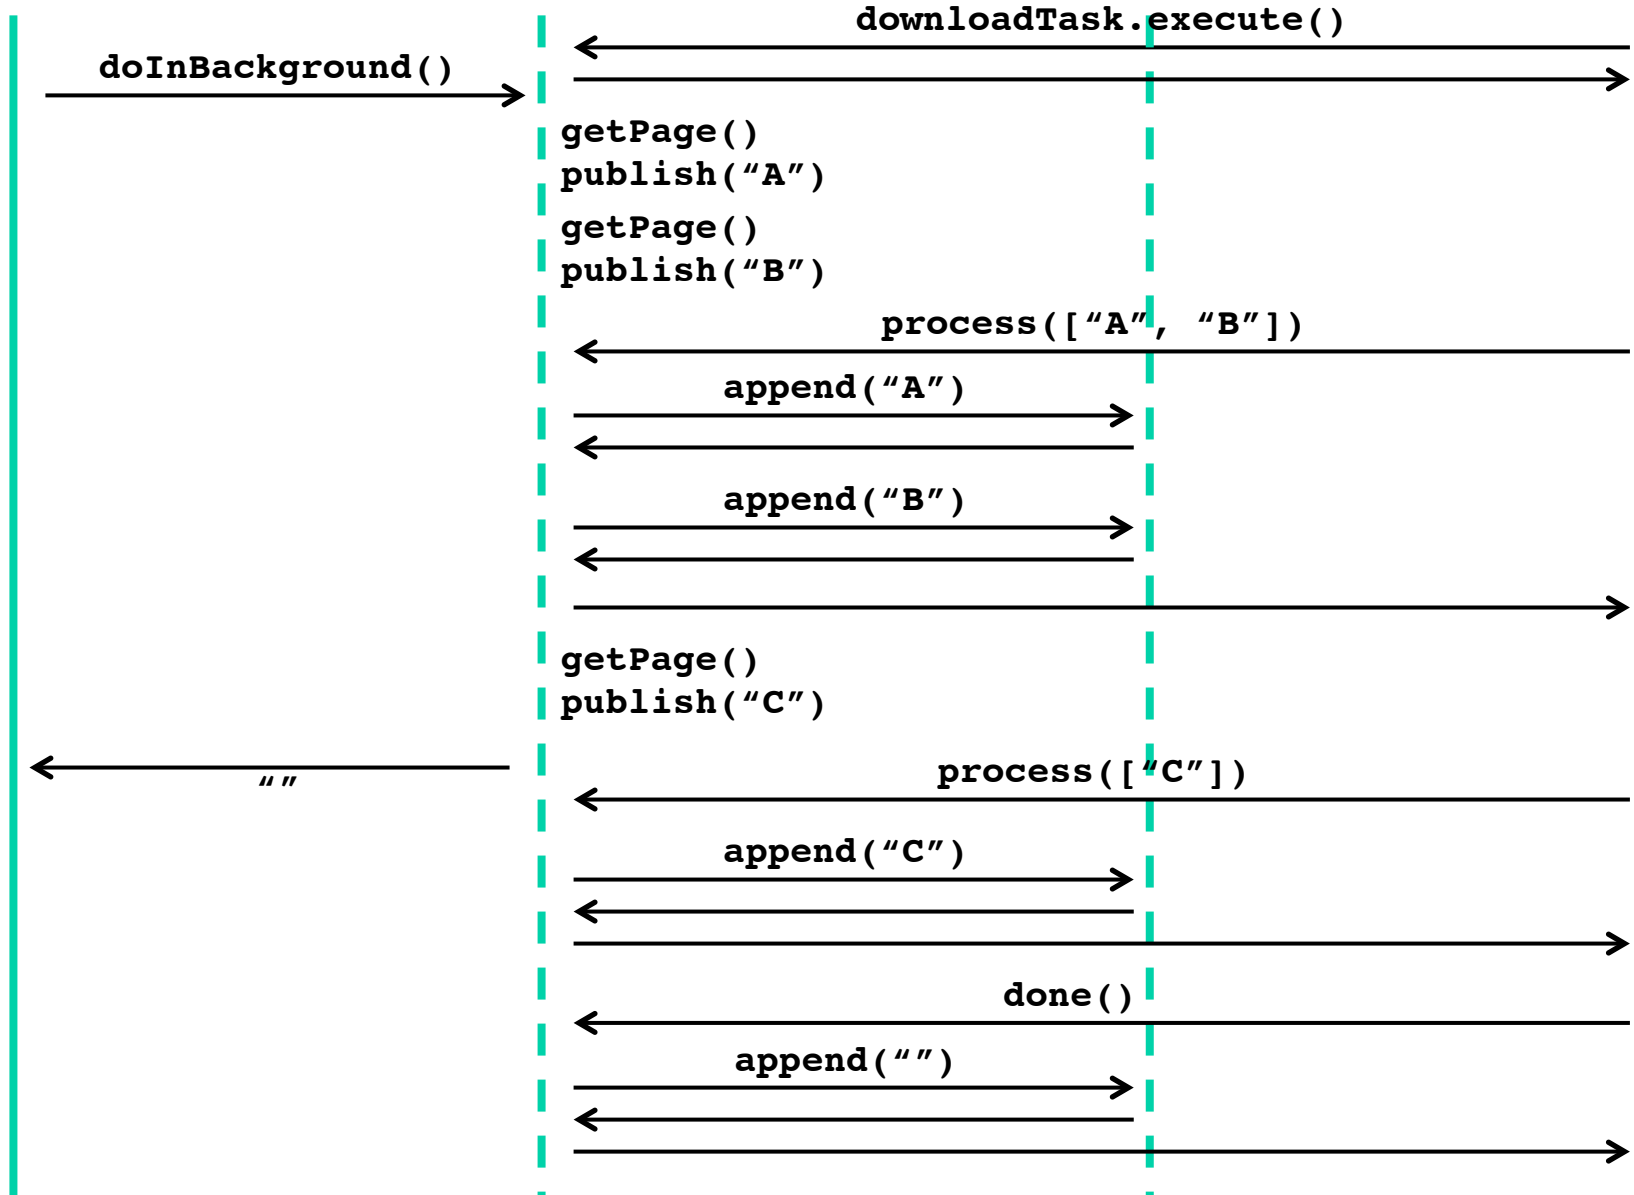 downloadTask.execute()
doInBackground()
getPage()
publish(“A”)
getPage()
publish(“B”)
process([“A”, “B”])
append(“A”)
append(“B”)
getPage()
publish(“C”)
“”
process([“C”])
append(“C”)
done()
append(“”)